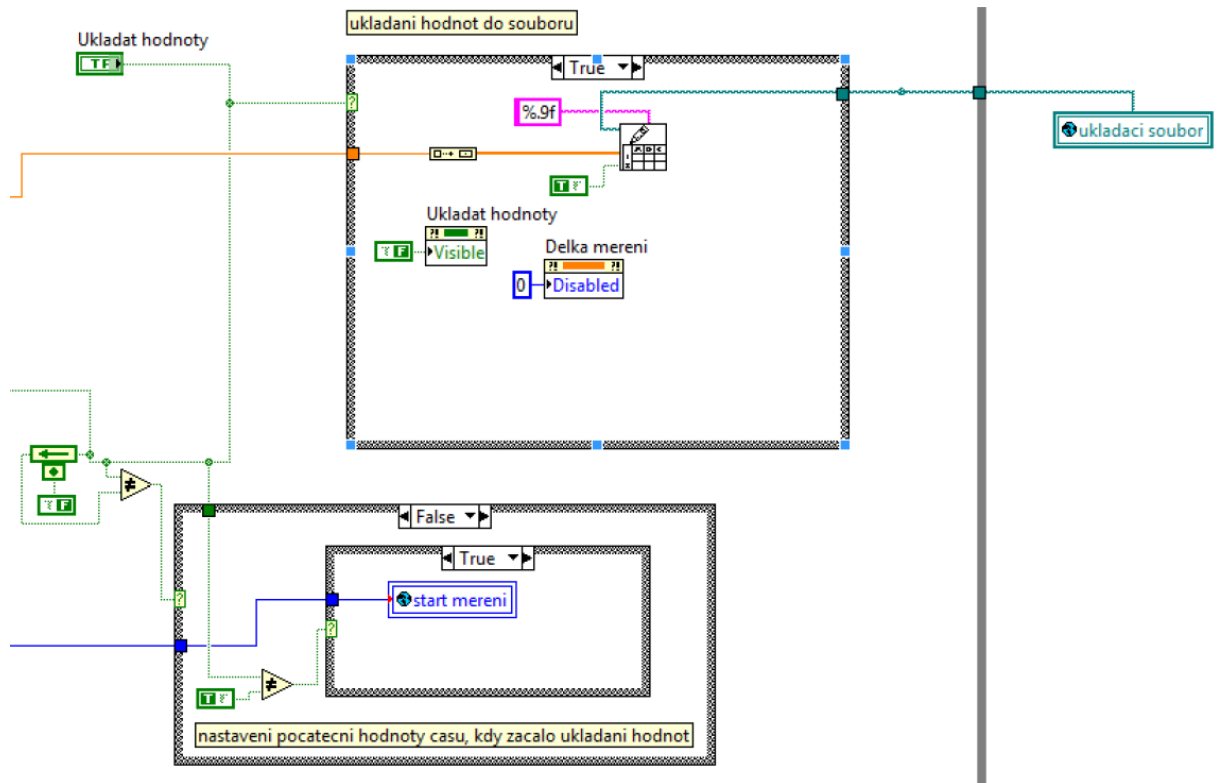 ukladani hodnot do souboru
Ukladat hodnoty
TF
True
?
%.9f
ukladaci soubor
T F
Ukladat hodnoty
?! ?!
Visible
F
Delka mereni
?! ?!
Disabled
0
F
≠
False
True
start mereni
?
?
≠
T
nastaveni pocatecni hodnoty casu, kdy zacalo ukladani hodnot